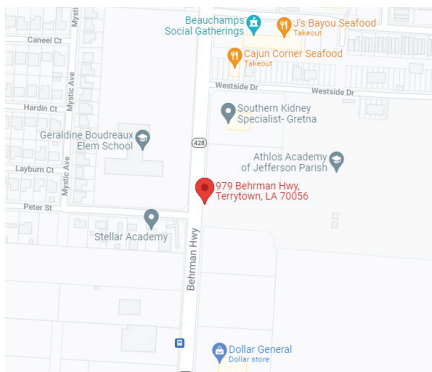 Beauchamps
Social Gatherings
J's Bayou Seafood
Takeout
Caneel Ct
Mystic Ave
Cajun Corner Seafood
Takeout
Westside Dr
Westside Dr
Hardin Ct
Southern Kidney
Specialist- Gretna
Geraldine Boudreaux
Elem School
428
Athlos Academy
of Jefferson Parish
Layburn Ct
Mystic Ave
979 Behrman Hwy,
Terrytown, LA 70056
Peter St
Stellar Academy
Behrman Hwy
Dollar General
Dollar store